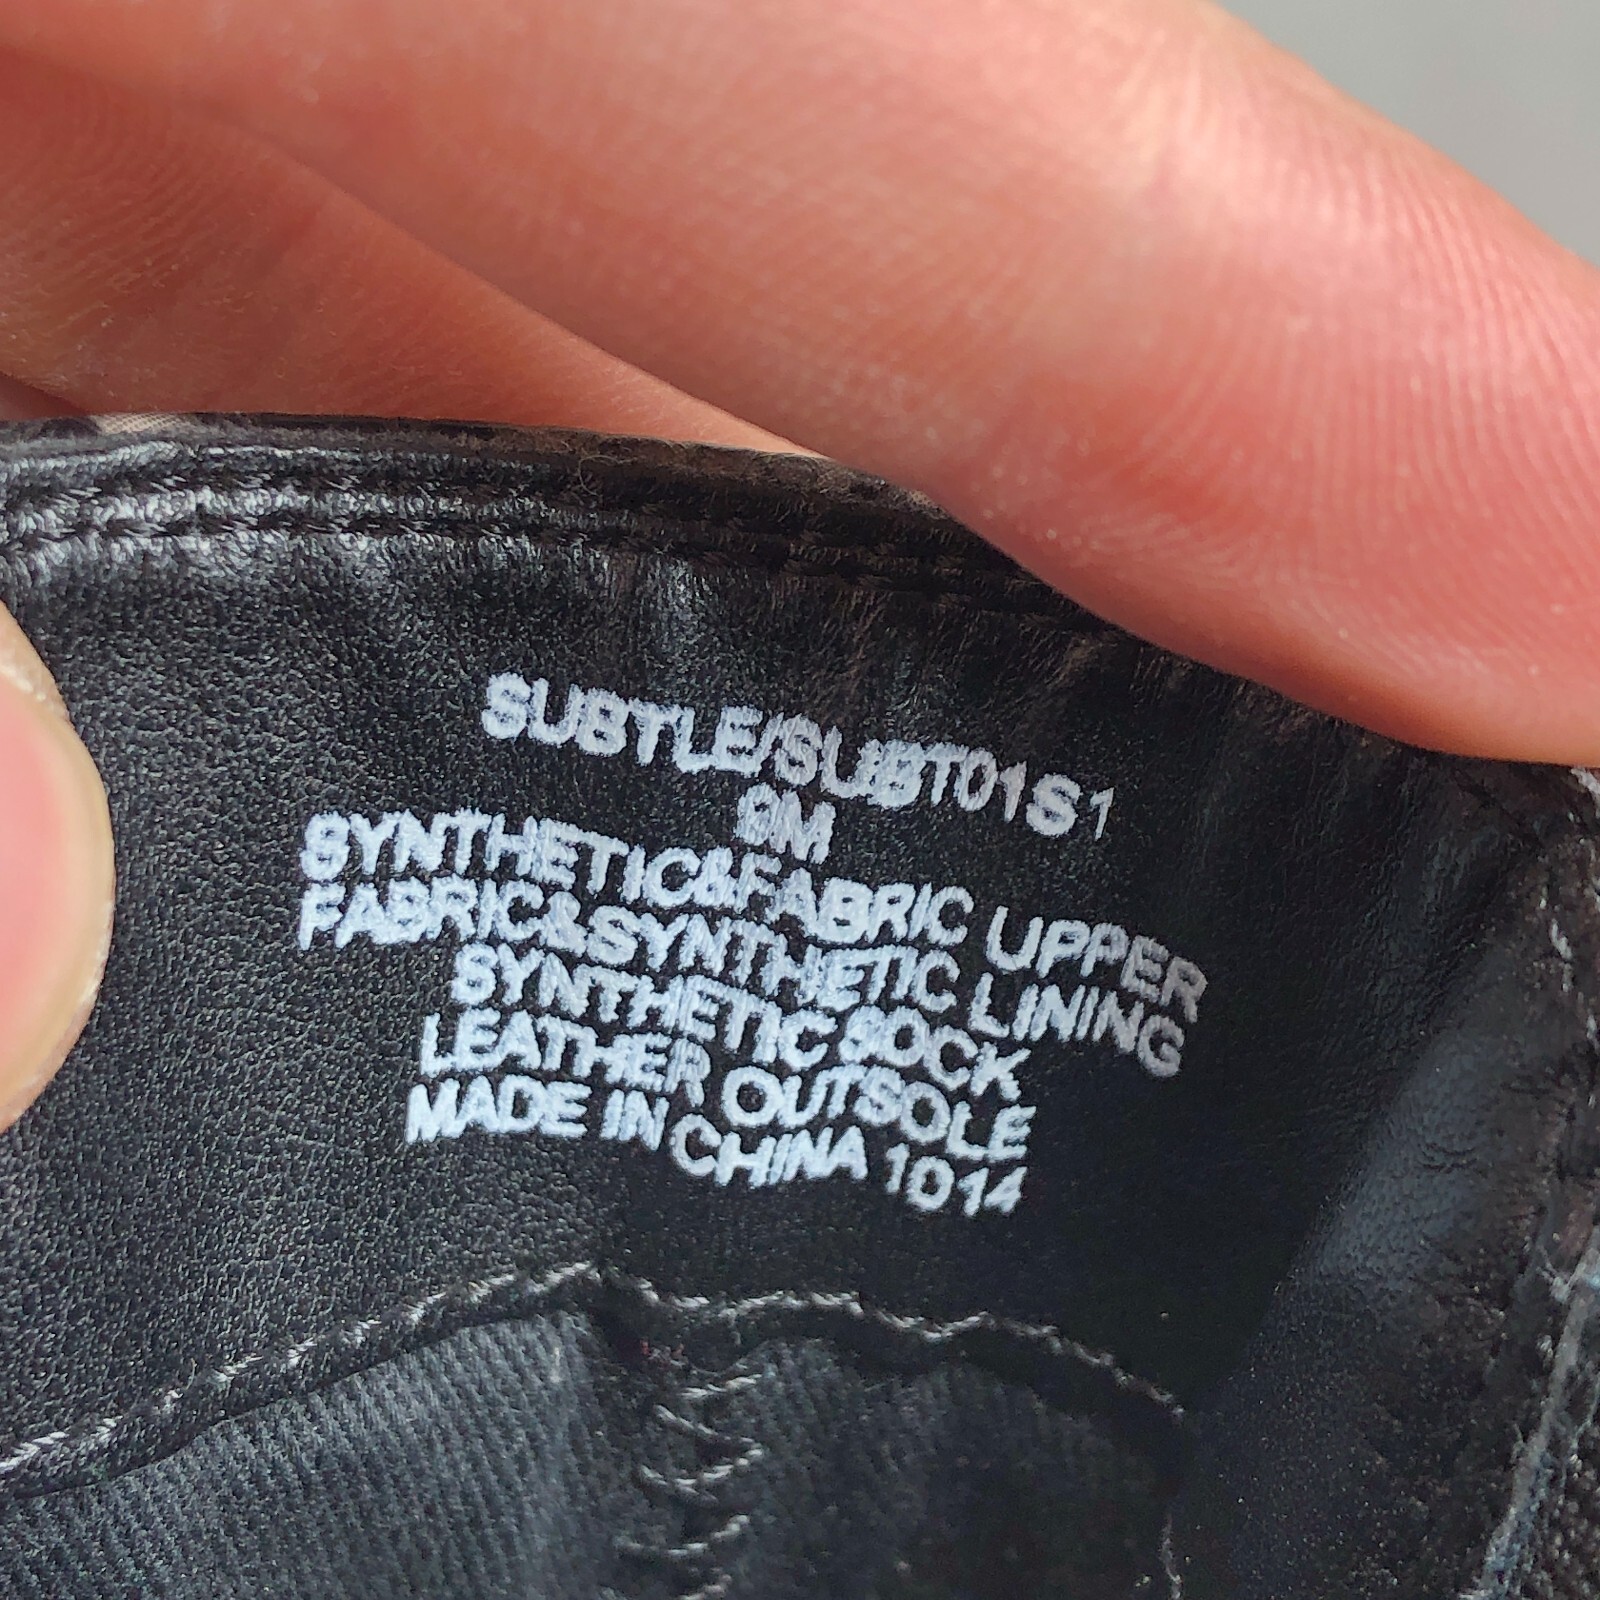 SUBTLE/SUBT01S1
9M
SYNTHETIC&FABRIC UPPER
FABRIC&SYNTHETIC LINING
SYNTHETIC SOCK
LEATHER OUTSOLE
MADE IN CHINA 1014